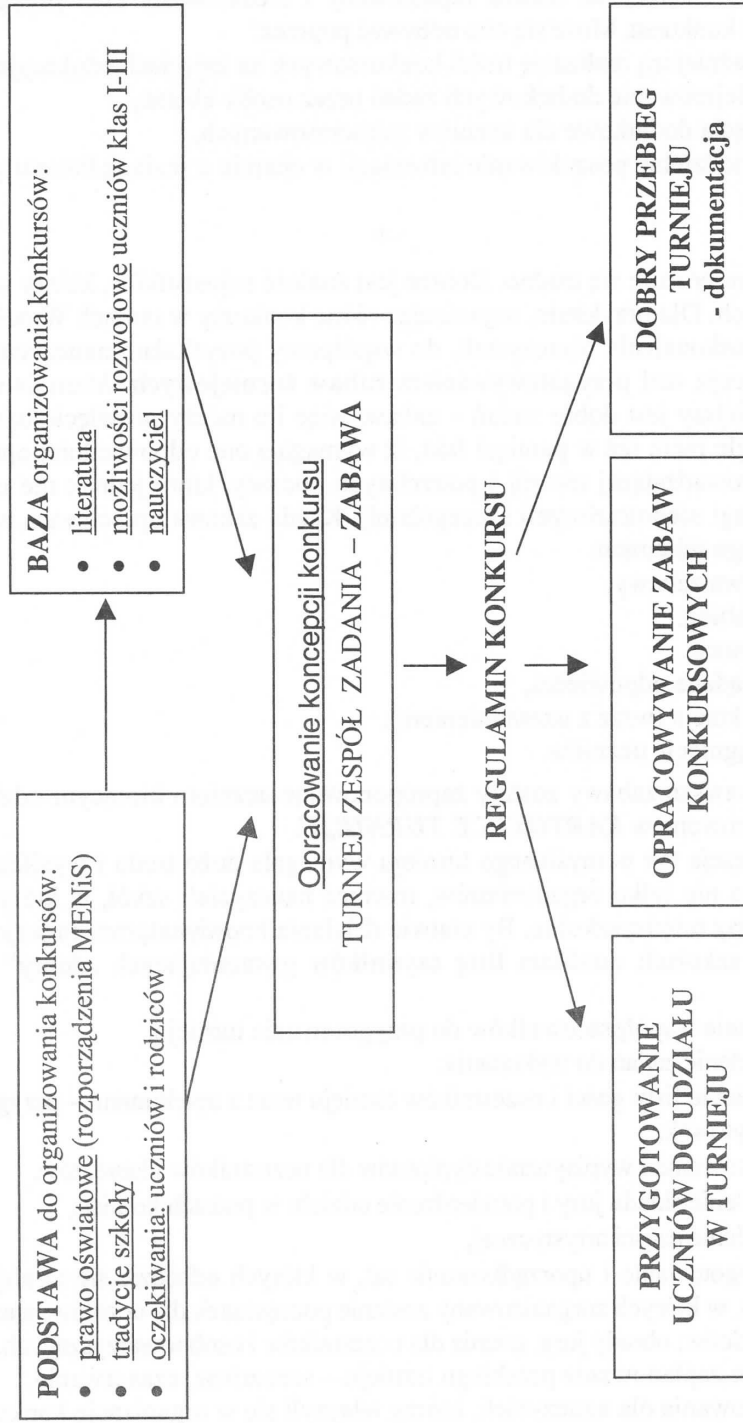 PODSTAWA do organizowania konkursów:
• prawo oświatowe (rozporządzenia MENiS)
• tradycje szkoły
• oczekiwania: uczniów i rodziców
BAZA organizowania konkursów:
• literatura
• możliwości rozwojowe uczniów klas I-III
• nauczyciel
Opracowanie koncepcji konkursu
TURNIEJ ZESPÓŁ ZADANIA – ZABAWA
REGULAMIN KONKURSU
PRZYGOTOWANIE
UCZNIÓW DO UDZIAŁU
W TURNIEJU
OPRACOWYWANIE ZABAW
KONKURSOWYCH
DOBRY PRZEBIEG
TURNIEJU
• dokumentacja